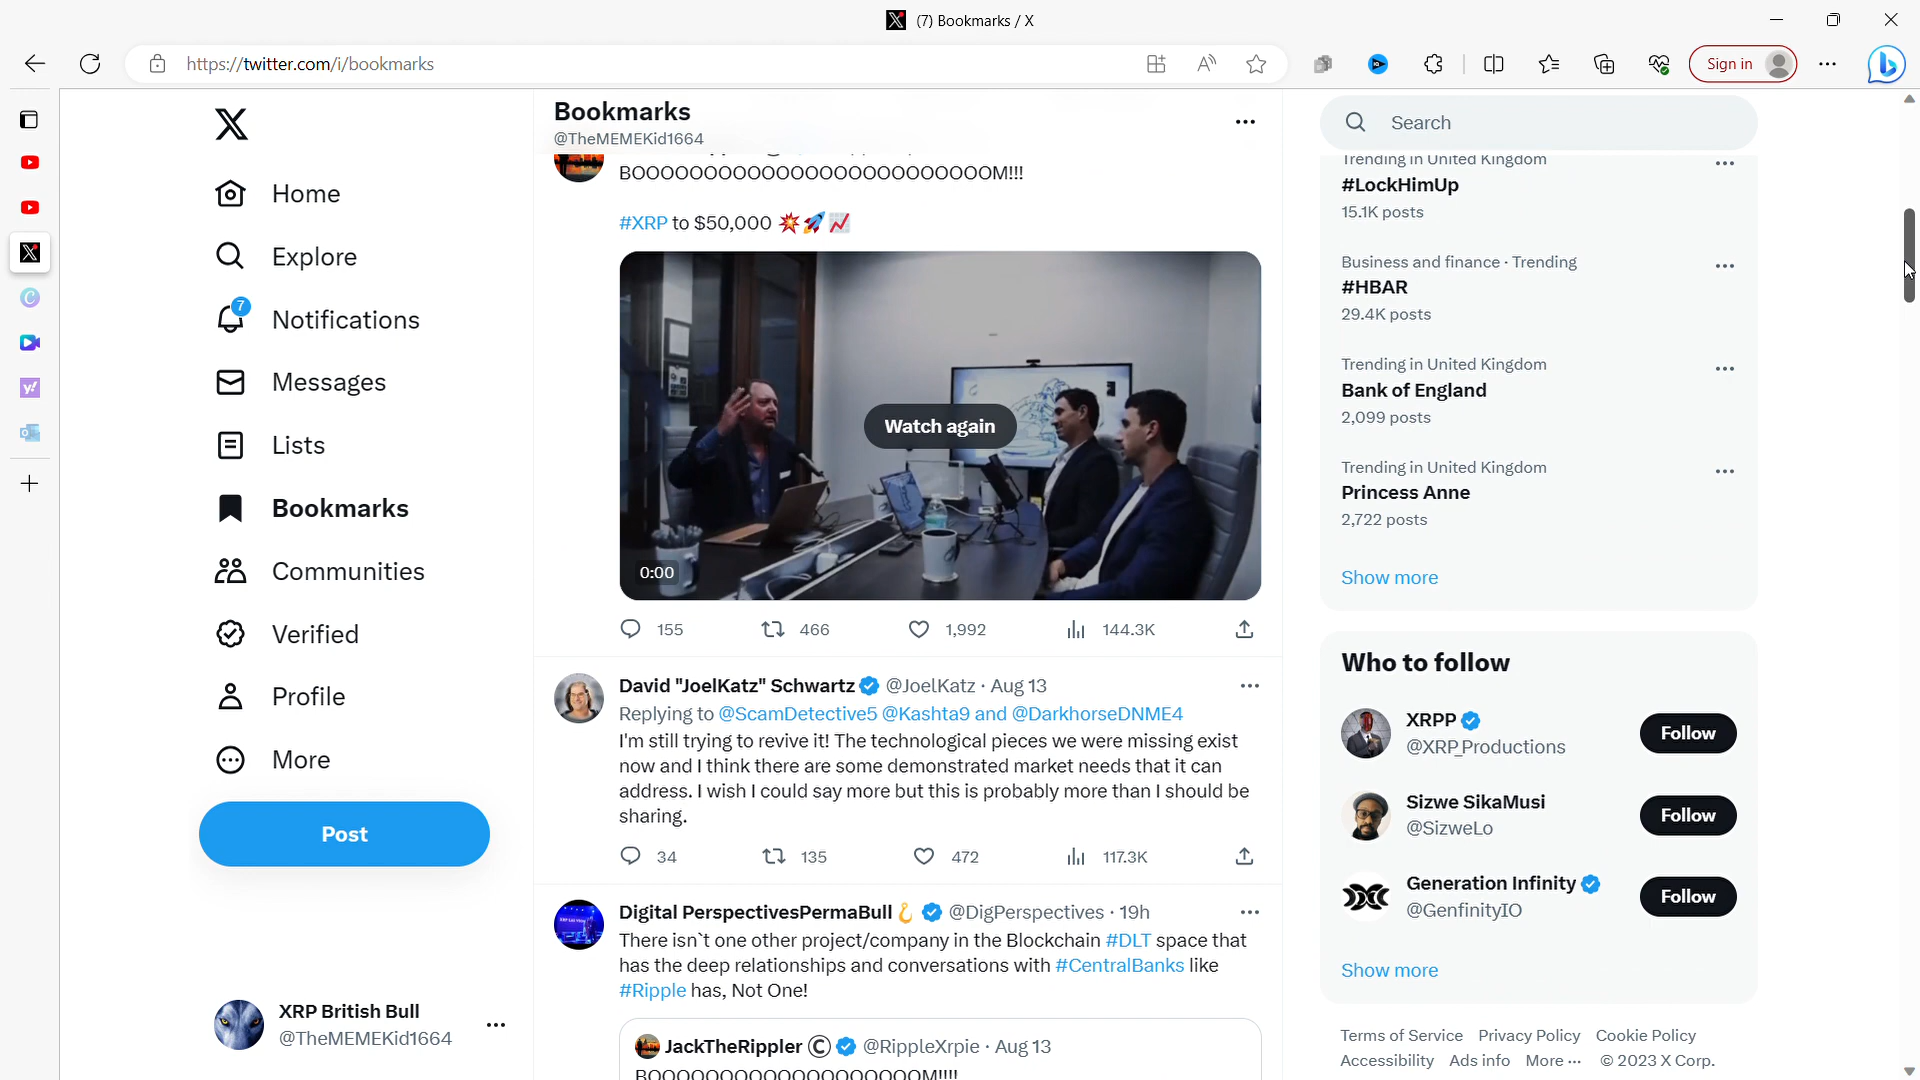 (7) Bookmarks / X
https://twitter.com/i/bookmarks
Sign in
Home
Explore
7
Notifications
Messages
Lists
Bookmarks
Communities
Verified
Profile
More
Post
XRP British Bull
@TheMEMEKid1664
Bookmarks
@TheMEMEKid1664
BOOOOOOOOOOOOOOOOOOOOOOOOOM!!!
#XRP to $50,000 💥🚀📈
Watch again
0:00
155 466 1,992 144.3K
David "JoelKatz" Schwartz @JoelKatz · Aug 13
Replying to @ScamDetective5 @Kashta9 and @DarkhorseDNME4
I'm still trying to revive it! The technological pieces we were missing exist
now and I think there are some demonstrated market needs that it can
address. I wish I could say more but this is probably more than I should be
sharing.
34 135 472 117.3K
Digital PerspectivesPermaBull @DigPerspectives · 19h
There isn`t one other project/company in the Blockchain #DLT space that
has the deep relationships and conversations with #CentralBanks like
#Ripple has, Not One!
JackTheRippler © @RippleXrpie · Aug 13
BOOOOOOOOOOOOOOOOOOOM!!!!
Search
Trending in United Kingdom
#LockHimUp
15.1K posts
Business and finance · Trending
#HBAR
29.4K posts
Trending in United Kingdom
Bank of England
2,099 posts
Trending in United Kingdom
Princess Anne
2,722 posts
Show more
Who to follow
XRPP
@XRP_Productions
Follow
Sizwe SikaMusi
@SizweLo
Follow
Generation Infinity
@GenfinityIO
Follow
Show more
Terms of Service Privacy Policy Cookie Policy
Accessibility Ads info More ··· © 2023 X Corp.